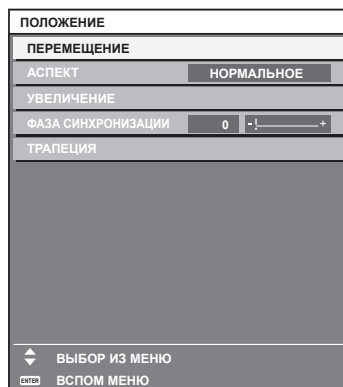 ПОЛОЖЕНИЕ
ПЕРЕМЕЩЕНИЕ
АСПЕКТ НОРМАЛЬНОЕ
УВЕЛИЧЕНИЕ
ФАЗА СИНХРОНИЗАЦИИ 0 - +
ТРАПЕЦИЯ
ВЫБОР ИЗ МЕНЮ
ENTER ВСПОМ МЕНЮ